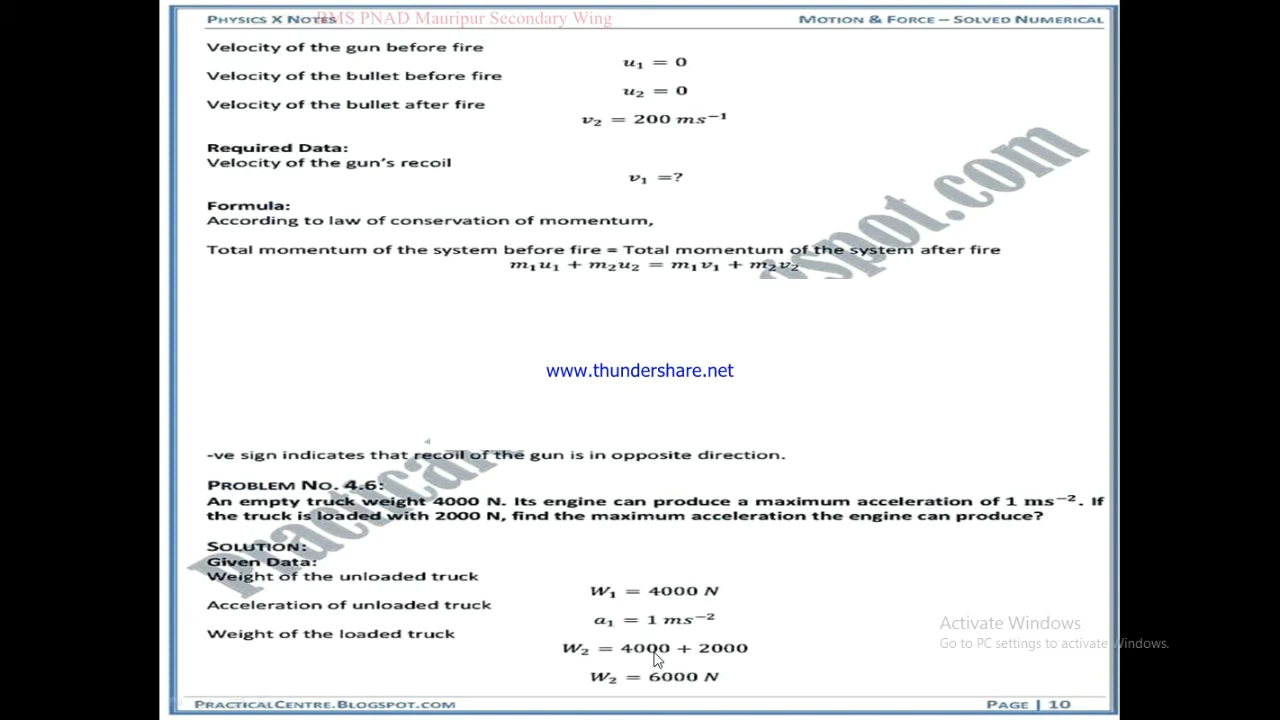 PHYSICS X NOTES BMS PNAD Mauripur Secondary Wing MOTION & FORCE – SOLVED NUMERICAL
Velocity of the gun before fire
u₁ = 0
Velocity of the bullet before fire
u₂ = 0
Velocity of the bullet after fire
v₂ = 200 ms⁻¹
Required Data:
Velocity of the gun's recoil
v₁ =?
Formula:
According to law of conservation of momentum,
Total momentum of the system before fire = Total momentum of the system after fire
m₁u₁ + m₂u₂ = m₁v₁ + m₂v₂
www.thundershare.net
-ve sign indicates that recoil of the gun is in opposite direction.
PROBLEM NO. 4.6:
An empty truck weight 4000 N. Its engine can produce a maximum acceleration of 1 ms⁻². If
the truck is loaded with 2000 N, find the maximum acceleration the engine can produce?
SOLUTION:
Given Data:
Weight of the unloaded truck
W₁ = 4000 N
Acceleration of unloaded truck
a₁ = 1 ms⁻²
Weight of the loaded truck
W₂ = 4000 + 2000
W₂ = 6000 N
Activate Windows
Go to PC settings to activate Windows.
PRACTICALCENTRE.BLOGSPOT.COM PAGE | 10